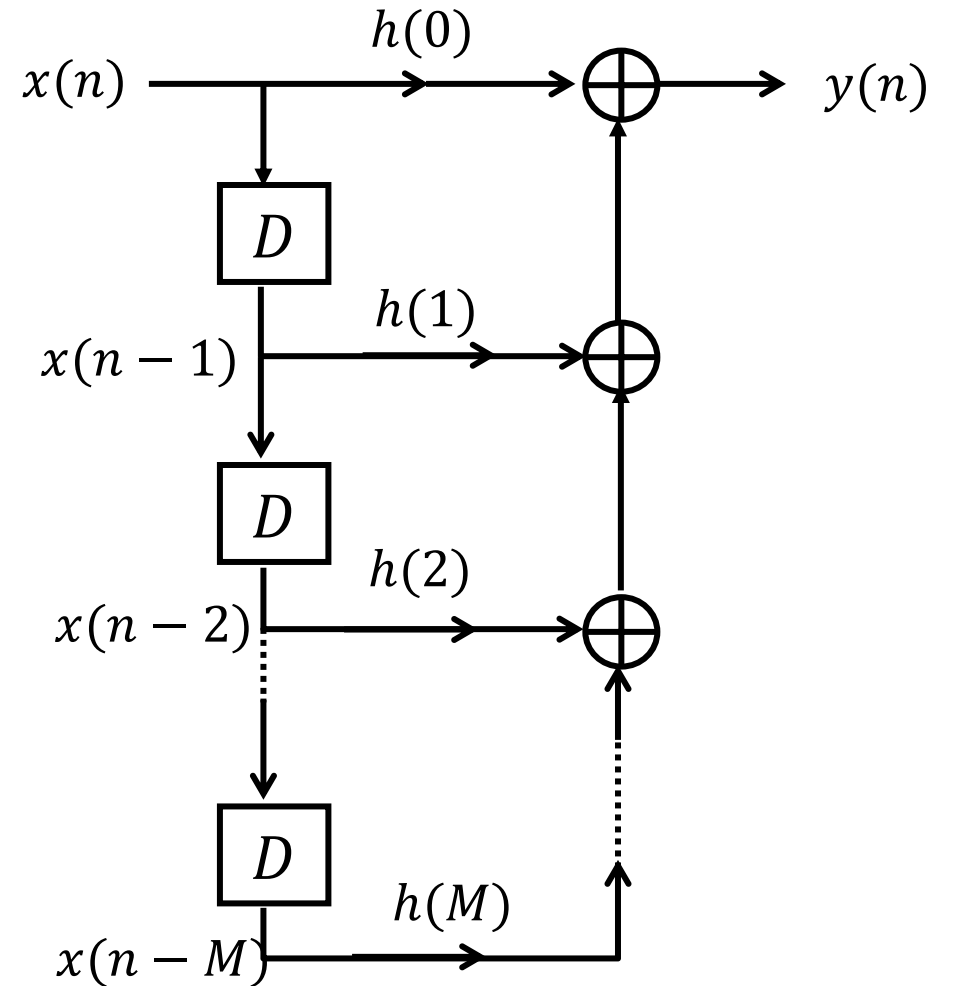 h(0)
x(n) y(n)
D
h(1)
x(n − 1)
D
h(2)
x(n − 2)
D
h(M)
x(n − M)